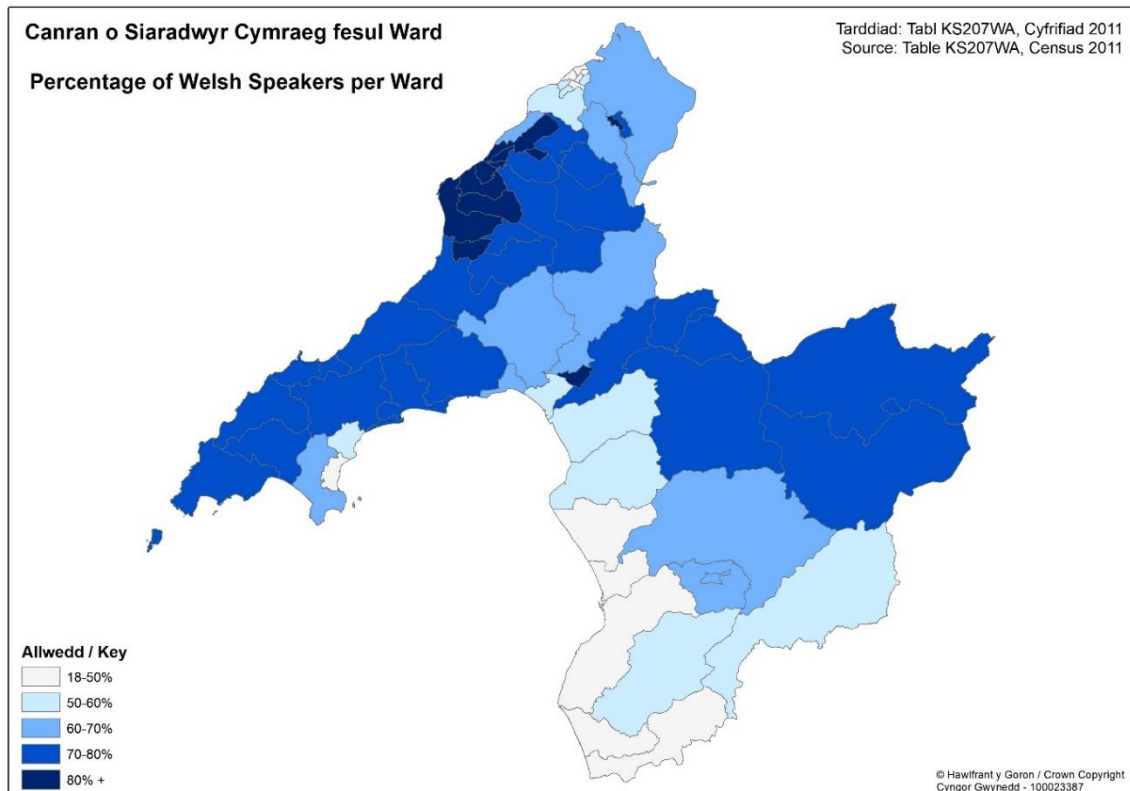 Canran o Siaradwyr Cymraeg fesul Ward
Percentage of Welsh Speakers per Ward
Tarddiad: Tabl KS207WA, Cyfrifiad 2011
Source: Table KS207WA, Census 2011
Allwedd / Key
18-50%
50-60%
60-70%
70-80%
80% +
© Hawlfraint y Goron / Crown Copyright
Cyngor Gwynedd - 100023387